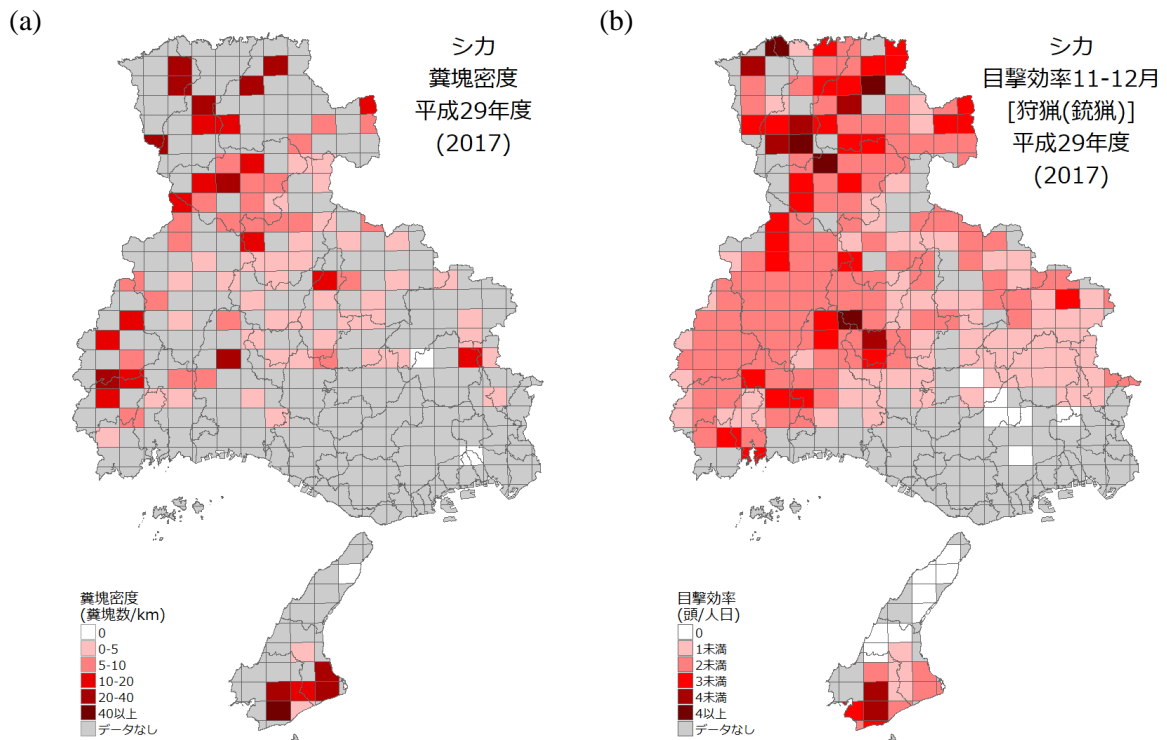 (a)
シカ
糞塊密度
平成29年度
(2017)
糞塊密度
(糞塊数/km)
0
0-5
5-10
10-20
20-40
40以上
データなし
(b)
シカ
目撃効率11-12月
[狩猟(銃猟)]
平成29年度
(2017)
目撃効率
(頭/人日)
0
1未満
2未満
3未満
4未満
4以上
データなし